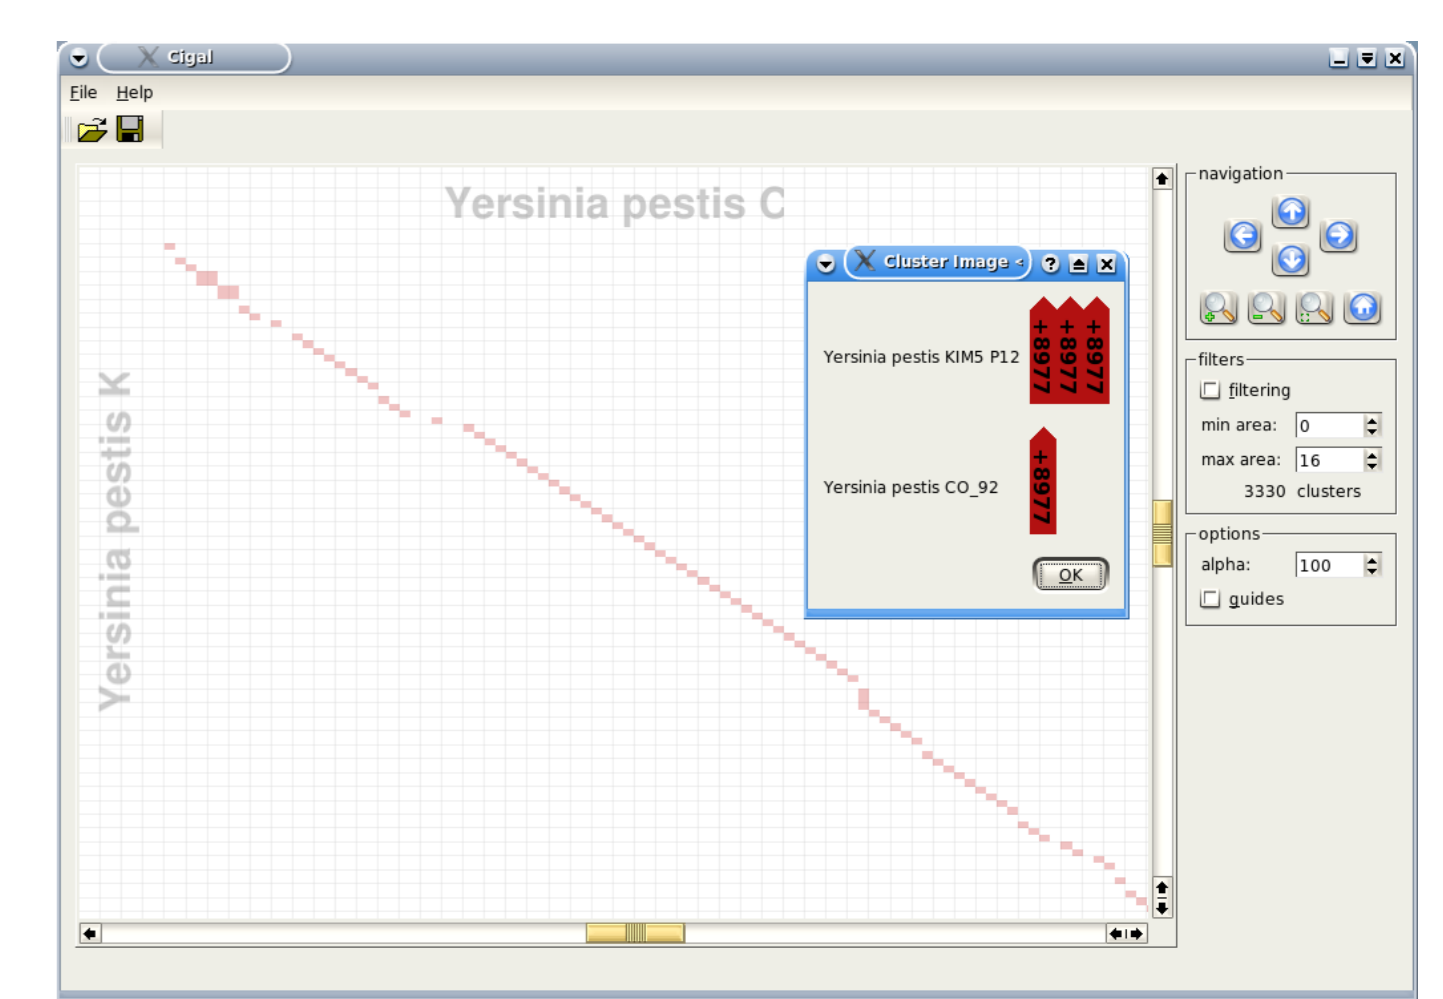 Cigal
File Help
Yersinia pestis C
Yersinia pestis K
Cluster Image <
Yersinia pestis KIM5 P12
+8977
+8977
+8977
Yersinia pestis CO_92
+8977
OK
navigation
filters
filtering
min area: 0
max area: 16
3330 clusters
options
alpha: 100
guides